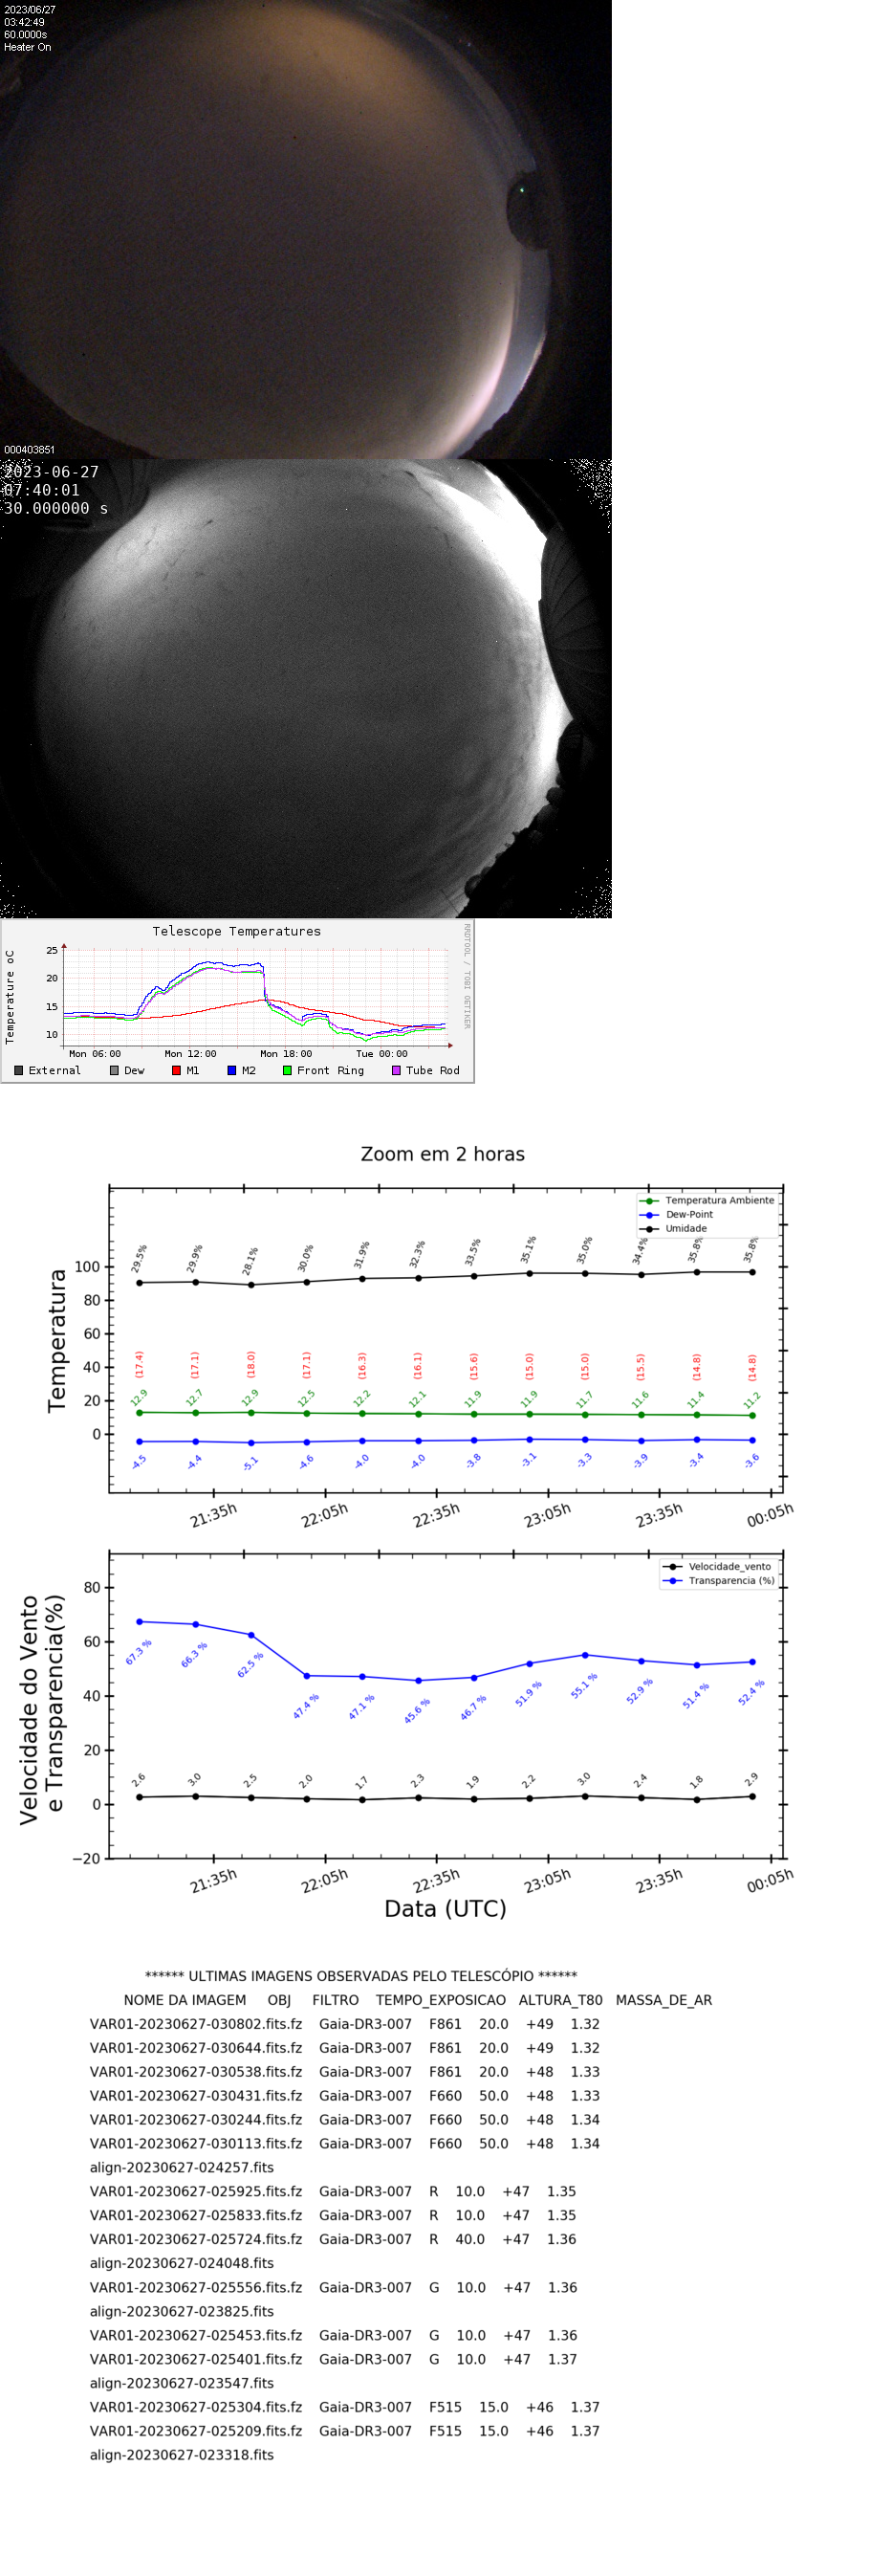 2023/06/27
03:42:49
60.0000s
Heater On
000403851
2023-06-27
07:40:01
30.000000 s
Telescope Temperatures
RRDTOOL / TOBI OETIKER
Temperature oC
25
20
15
10
Mon 06:00 Mon 12:00 Mon 18:00 Tue 00:00
External Dew M1 M2 Front Ring Tube Rod
Zoom em 2 horas
Temperatura Ambiente
Dew-Point
Umidade
Temperatura
100
80
60
40
20
0
29.5% 29.9% 28.1% 30.0% 31.9% 32.3% 33.5% 35.1% 35.0% 34.4% 35.8% 35.8%
(17.4) (17.1) (18.0) (17.1) (16.3) (16.1) (15.6) (15.0) (15.0) (15.5) (14.8) (14.8)
12.9 12.7 12.9 12.5 12.2 12.1 11.9 11.9 11.7 11.6 11.4 11.2
-4.5 -4.4 -5.1 -4.6 -4.0 -4.0 -3.8 -3.1 -3.3 -3.9 -3.4 -3.6
21:35h 22:05h 22:35h 23:05h 23:35h 00:05h
Velocidade_vento
Transparencia (%)
Velocidade do Vento
e Transparencia(%)
80
60
40
20
0
−20
67.3 % 66.3 % 62.5 % 47.4 % 47.1 % 45.6 % 46.7 % 51.9 % 55.1 % 52.9 % 51.4 % 52.4 %
2.6 3.0 2.5 2.0 1.7 2.3 1.9 2.2 3.0 2.4 1.8 2.9
21:35h 22:05h 22:35h 23:05h 23:35h 00:05h
Data (UTC)
****** ULTIMAS IMAGENS OBSERVADAS PELO TELESCÓPIO ******
NOME DA IMAGEM OBJ FILTRO TEMPO_EXPOSICAO ALTURA_T80 MASSA_DE_AR
VAR01-20230627-030802.fits.fz Gaia-DR3-007 F861 20.0 +49 1.32
VAR01-20230627-030644.fits.fz Gaia-DR3-007 F861 20.0 +49 1.32
VAR01-20230627-030538.fits.fz Gaia-DR3-007 F861 20.0 +48 1.33
VAR01-20230627-030431.fits.fz Gaia-DR3-007 F660 50.0 +48 1.33
VAR01-20230627-030244.fits.fz Gaia-DR3-007 F660 50.0 +48 1.34
VAR01-20230627-030113.fits.fz Gaia-DR3-007 F660 50.0 +48 1.34
align-20230627-024257.fits
VAR01-20230627-025925.fits.fz Gaia-DR3-007 R 10.0 +47 1.35
VAR01-20230627-025833.fits.fz Gaia-DR3-007 R 10.0 +47 1.35
VAR01-20230627-025724.fits.fz Gaia-DR3-007 R 40.0 +47 1.36
align-20230627-024048.fits
VAR01-20230627-025556.fits.fz Gaia-DR3-007 G 10.0 +47 1.36
align-20230627-023825.fits
VAR01-20230627-025453.fits.fz Gaia-DR3-007 G 10.0 +47 1.36
VAR01-20230627-025401.fits.fz Gaia-DR3-007 G 10.0 +47 1.37
align-20230627-023547.fits
VAR01-20230627-025304.fits.fz Gaia-DR3-007 F515 15.0 +46 1.37
VAR01-20230627-025209.fits.fz Gaia-DR3-007 F515 15.0 +46 1.37
align-20230627-023318.fits